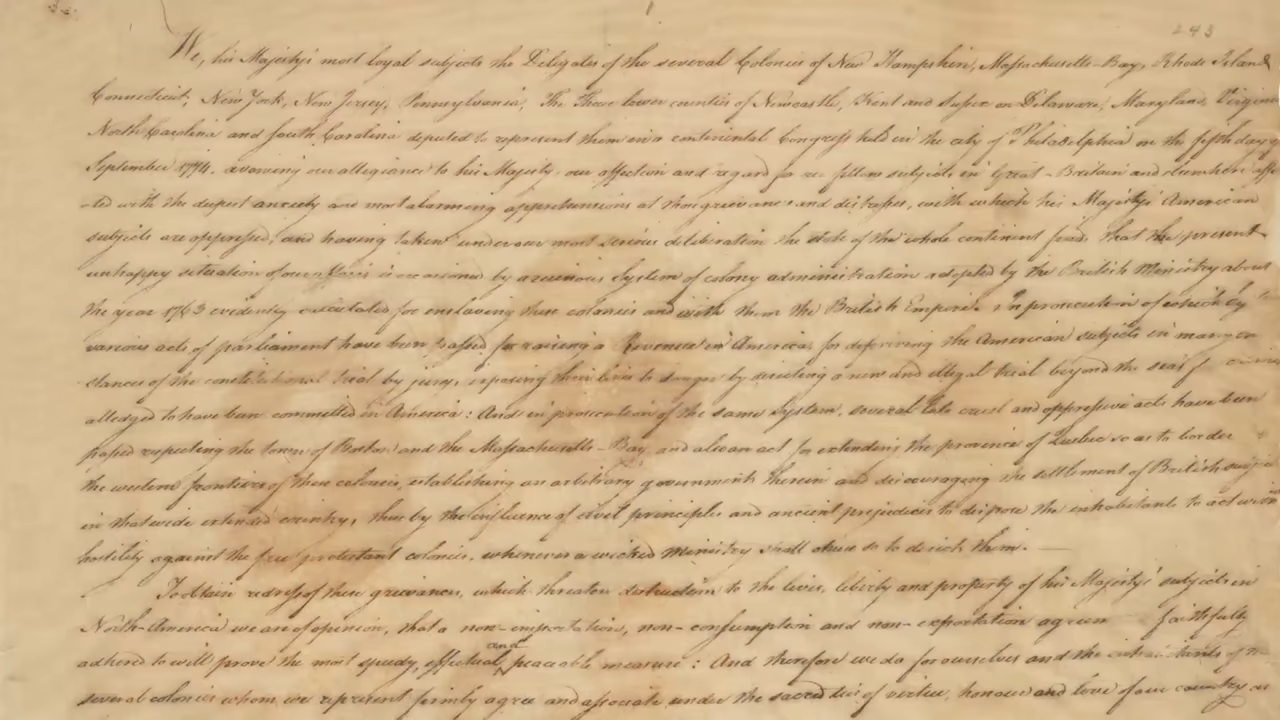 243
We, his Majesty's most loyal subjects the Delegates of the several Colonies of New Hampshire, Massachusetts-Bay, Rhode Island
Connecticut, New York, New Jersey, Pennsylvania, The Three lower counties of Newcastle, Kent and Sussex on Delaware, Maryland, Virginia
North Carolina and South Carolina deputed to represent them in a continental Congress held in the city of Philadelphia on the fifth day of
September 1774. avowing our allegiance to his Majesty, our affection and regard for our fellow subjects in Great-Britain and elsewhere affec
-ted with the deepest anxiety and most alarming apprehensions at those grievances and distresses, with which his Majesty's American
subjects are oppressed, and having taken under our most serious deliberation the state of the whole continent find, that the present
unhappy situation of our affairs is occasioned by a ruinous System of colony administration adopted by the British Ministry about
the year 1763 evidently calculated for enslaving these colonies and with them the British Empire. In prosecution of which system
various acts of parliament have been passed for raising a Revenue in America, for depriving the American subjects in many in
stances of the constitutional trial by jury, exposing their lives to danger by directing a new and illegal trial beyond the seas for crimes
alledged to have been committed in America: And in prosecution of the same System, several late cruel and oppressive acts have been
passed respecting the town of Boston and the Massachusetts-Bay, and also an act for extending the province of Quebec so as to border
the western frontiers of these colonies, establishing an arbitrary government therein and discouraging the settlement of British subjects
in that wide extended country; thus by the influence of civil principles and ancient prejudices to dispose the inhabitants to act with
hostility against the free protestant colonies, whenever a wicked Ministry shall chuse so to direct them.
To obtain redress of these grievances, which threaten destruction to the lives, liberty and property of his Majesty's subjects in
North-America we are of opinion, that a non-importation, non-consumption and non-exportation agreem faithfully
and
adhered to will prove the most speedy, effectual, peaceable measure: And therefore we do for ourselves and the inhabitants of
several colonies whom we represent firmly agree and associate under the sacred ties of virtue, honour and love of our country as